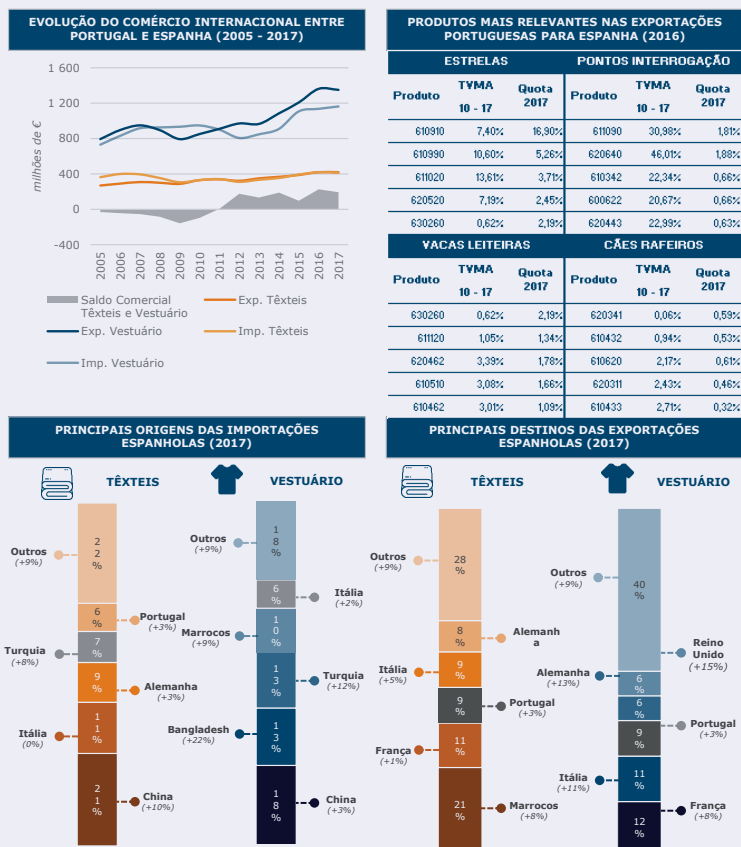 EVOLUÇÃO DO COMÉRCIO INTERNACIONAL ENTRE
PORTUGAL E ESPANHA (2005 - 2017)
1 600
1 200
800
400
0
-400
milhões de €
2005 2006 2007 2008 2009 2010 2011 2012 2013 2014 2015 2016 2017
Saldo Comercial
Têxteis e Vestuário
Exp. Têxteis
Exp. Vestuário
Imp. Têxteis
Imp. Vestuário
PRODUTOS MAIS RELEVANTES NAS EXPORTAÇÕES
PORTUGUESAS PARA ESPANHA (2016)
ESTRELAS PONTOS INTERROGAÇÃO
Produto TVMA 10 - 17 Quota 2017 Produto TVMA 10 - 17 Quota 2017
610910 7,40% 16,90% 611090 30,98% 1,81%
610990 10,60% 5,26% 620640 46,01% 1,88%
611020 13,61% 3,71% 610342 22,34% 0,66%
620520 7,19% 2,45% 600622 20,67% 0,66%
630260 0,62% 2,19% 620443 22,99% 0,63%
VACAS LEITEIRAS CÃES RAFEIROS
Produto TVMA 10 - 17 Quota 2017 Produto TVMA 10 - 17 Quota 2017
630260 0,62% 2,19% 620341 0,06% 0,59%
611120 1,05% 1,34% 610432 0,94% 0,53%
620462 3,39% 1,78% 610620 2,17% 0,61%
610510 3,08% 1,66% 620311 2,43% 0,46%
610462 3,01% 1,09% 610433 2,71% 0,32%
PRINCIPAIS ORIGENS DAS IMPORTAÇÕES
ESPANHOLAS (2017)
TÊXTEIS
Outros
(+9%)
22%
6%
Portugal
(+3%)
Turquia
(+8%)
7%
9%
Alemanha
(+3%)
Itália
(0%)
11%
21%
China
(+10%)
VESTUÁRIO
Outros
(+9%)
18%
6%
Itália
(+2%)
Marrocos
(+9%)
10%
13%
Turquia
(+12%)
Bangladesh
(+22%)
13%
18%
China
(+3%)
PRINCIPAIS DESTINOS DAS EXPORTAÇÕES
ESPANHOLAS (2017)
TÊXTEIS
Outros
(+9%)
28
%
8
%
Alemanh
a
Itália
(+5%)
9
%
9
%
Portugal
(+3%)
França
(+1%)
11
%
21
%
Marrocos
(+8%)
VESTUÁRIO
Outros
(+9%)
40
%
Reino
Unido
(+15%)
6
%
Alemanha
(+13%)
6
%
9
%
Portugal
(+3%)
Itália
(+11%)
11
%
12
%
França
(+8%)